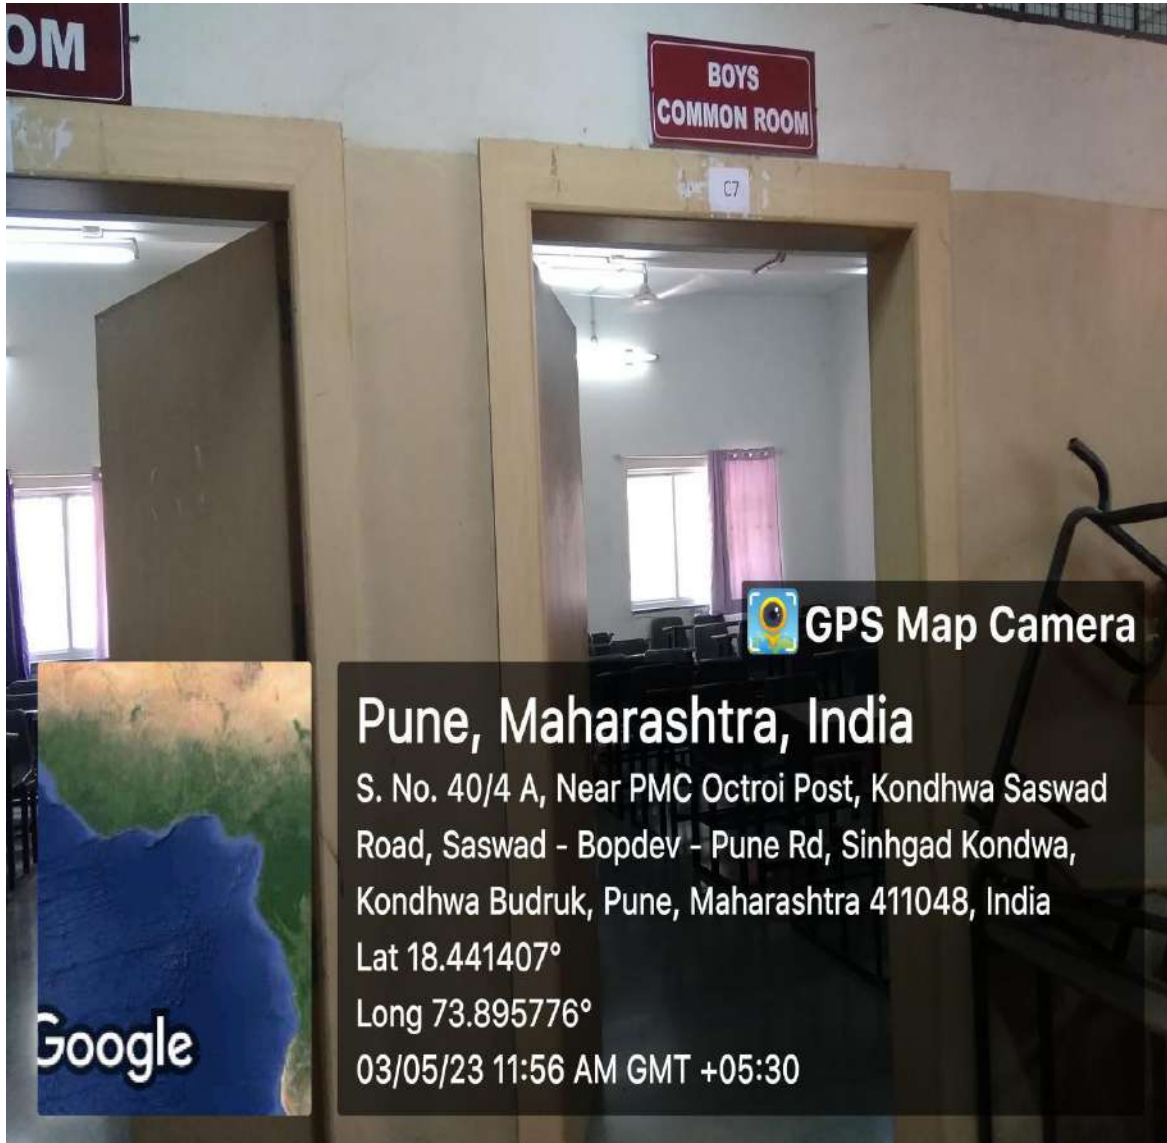 OM
BOYS
COMMON ROOM
C7
GPS Map Camera
Pune, Maharashtra, India
S. No. 40/4 A, Near PMC Octroi Post, Kondhwa Saswad
Road, Saswad - Bopdev - Pune Rd, Sinhgad Kondwa,
Kondhwa Budruk, Pune, Maharashtra 411048, India
Lat 18.441407°
Long 73.895776°
03/05/23 11:56 AM GMT +05:30
Google